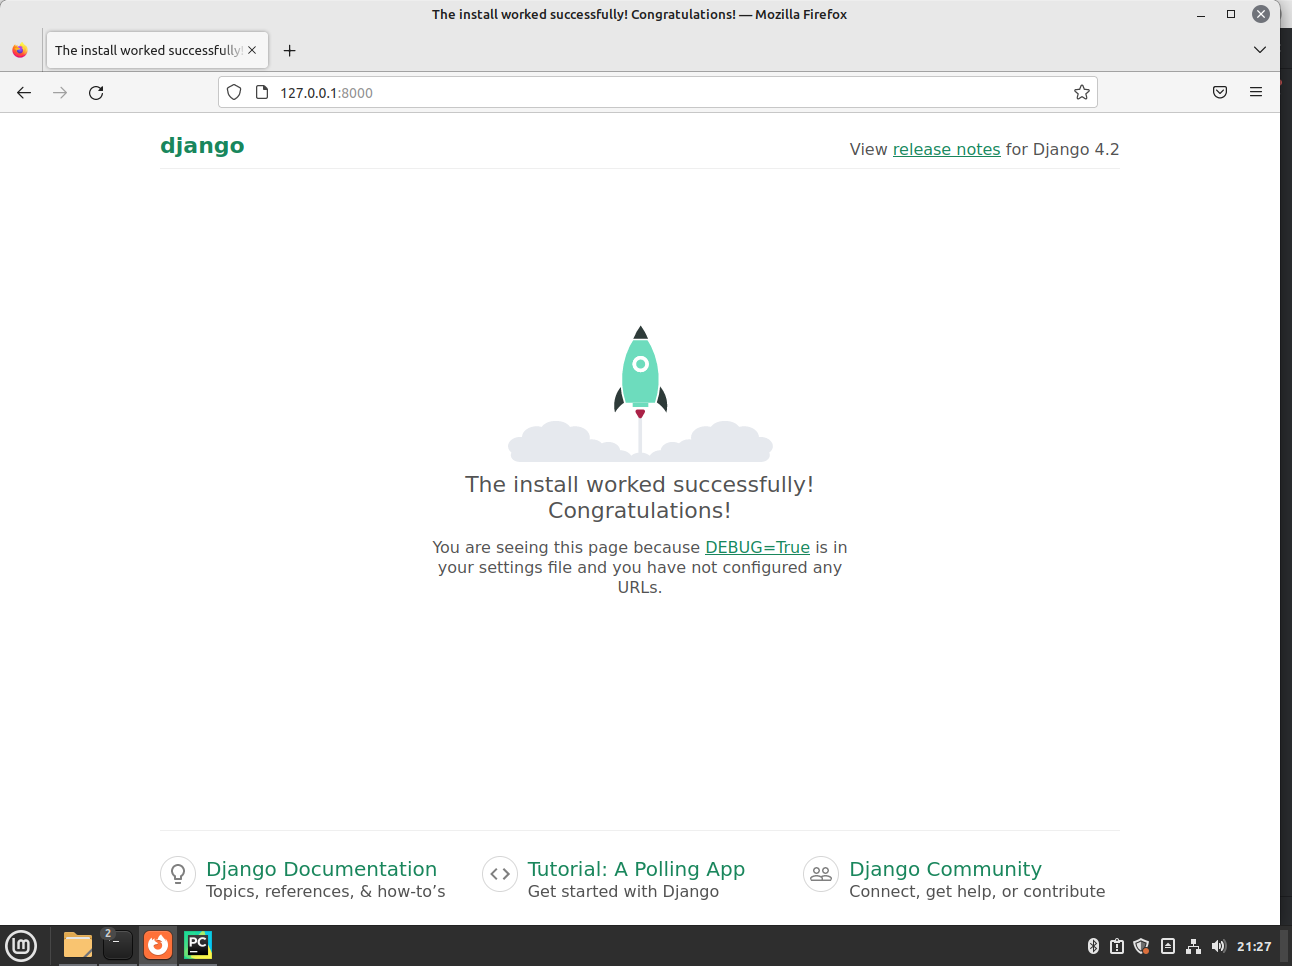 The install worked successfully! Congratulations! — Mozilla Firefox
The install worked successfully!
127.0.0.1:8000
django
View release notes for Django 4.2
The install worked successfully!
Congratulations!
You are seeing this page because DEBUG=True is in
your settings file and you have not configured any
URLs.
Django Documentation
Topics, references, & how-to’s
Tutorial: A Polling App
Get started with Django
Django Community
Connect, get help, or contribute
lm
2
PC
21:27